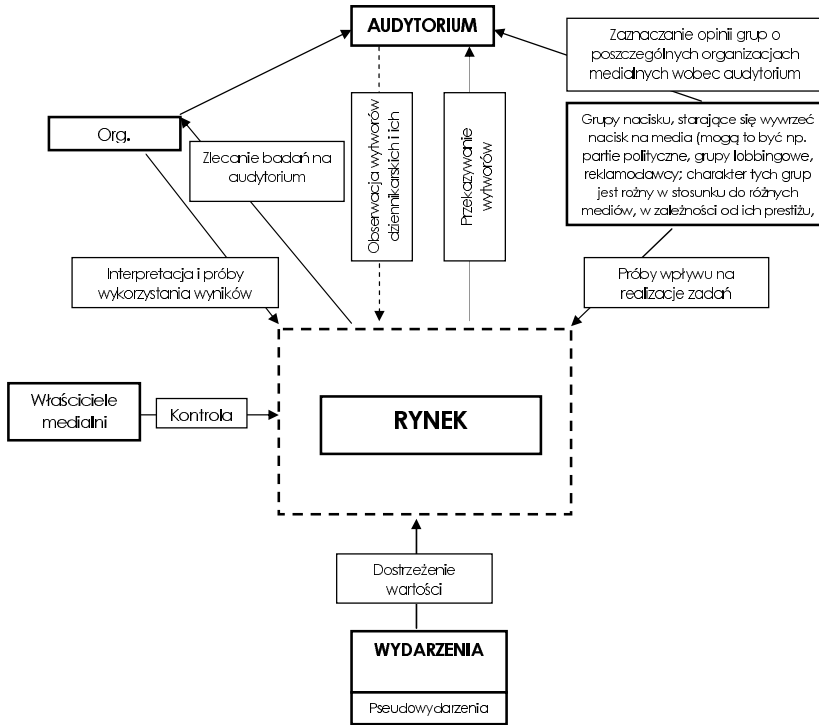 AUDYTORIUM
Zaznaczanie opinii grup o
poszczególnych organizacjach
medialnych wobec audytorium
Org.
Zlecanie badań na
audytorium
Obserwacja wytworów
dziennikarskich i ich
Przekazywanie
wytworów
Grupy nacisku, starające się wywrzeć
nacisk na media (mogą to być np.
partie polityczne, grupy lobbingowe,
reklamodawcy; charakter tych grup
jest rożny w stosunku do różnych
mediów, w zależności od ich prestiżu,
Interpretacja i próby
wykorzystania wyników
Próby wpływu na
realizacje zadań
Właściciele
medialni
Kontrola
RYNEK
Dostrzeżenie
wartości
WYDARZENIA
Pseudowydarzenia